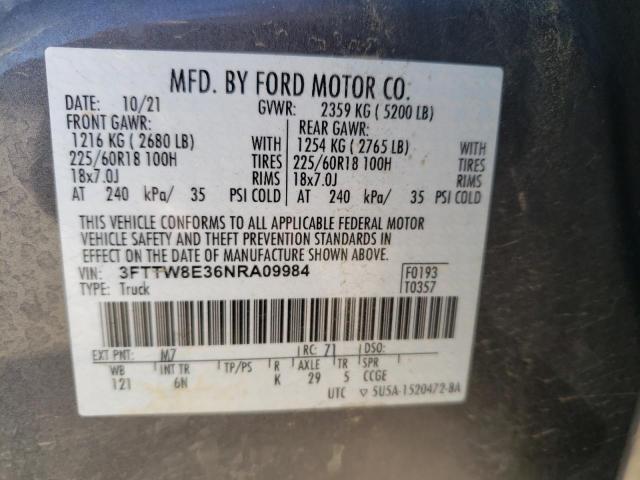 MFD. BY FORD MOTOR CO.
DATE: 10/21 GVWR: 2359 KG (5200 LB)
FRONT GAWR: REAR GAWR:
1216 KG (2680 LB) WITH 1254 KG (2765 LB) WITH
225/60R18 100H TIRES 225/60R18 100H TIRES
18x7.0J RIMS 18x7.0J RIMS
AT 240 kPa/ 35 PSI COLD AT 240 kPa/ 35 PSI COLD
THIS VEHICLE CONFORMS TO ALL APPLICABLE FEDERAL MOTOR
VEHICLE SAFETY AND THEFT PREVENTION STANDARDS IN
EFFECT ON THE DATE OF MANUFACTURE SHOWN ABOVE.
VIN: 3FTTW8E36NRA09984 F0193
TYPE: Truck T0357
EXT PNT: M7 RC: 71 DSO:
WB INT TR TP/PS R AXLE TR SPR
121 6N K 29 5 CCGE
UTC ▽ 5U5A-1520472-BA